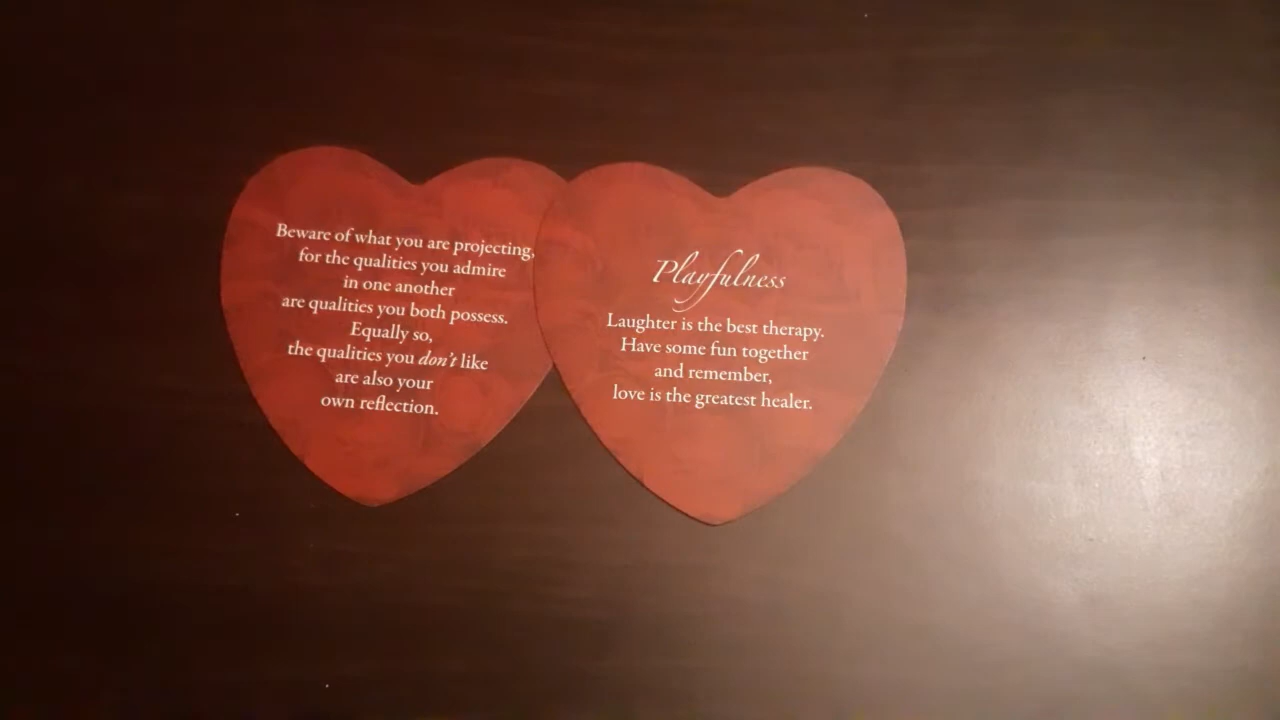 Beware of what you are projecting,
for the qualities you admire
in one another
are qualities you both possess.
Equally so,
the qualities you don't like
are also your
own reflection.
Playfulness
Laughter is the best therapy.
Have some fun together
and remember,
love is the greatest healer.